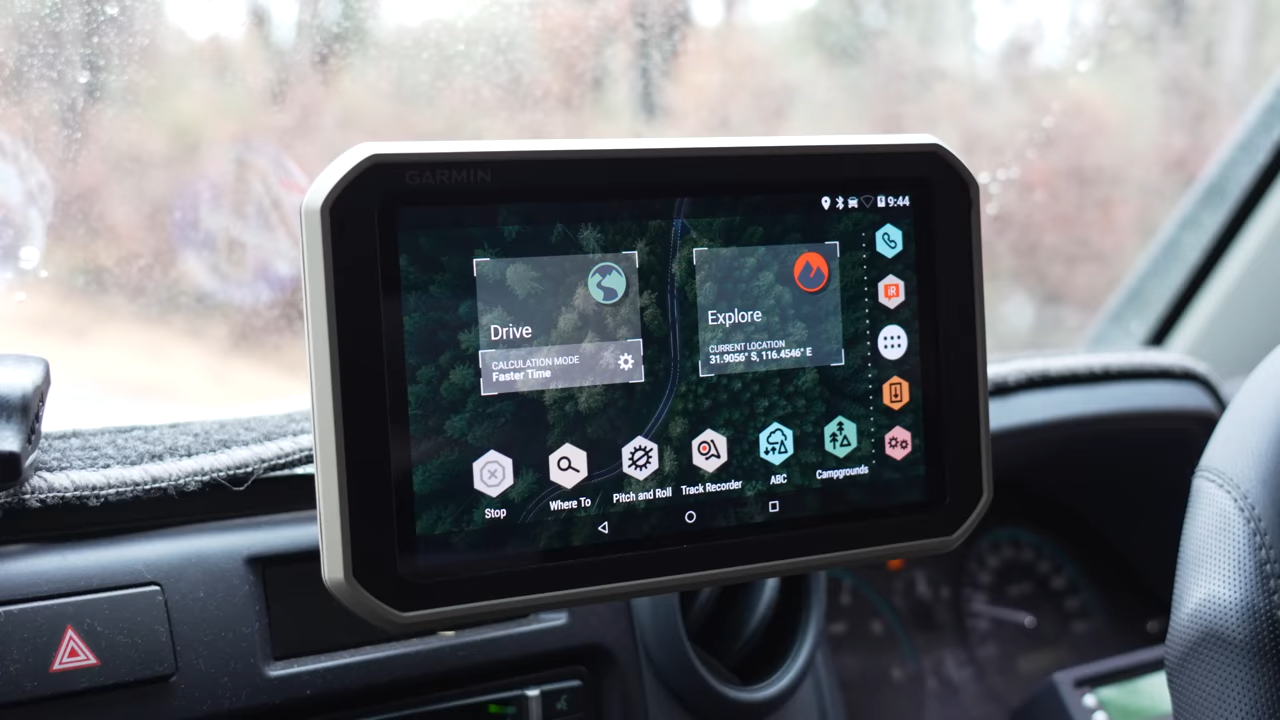 GARMIN
9:44
Drive
CALCULATION MODE
Faster Time
Explore
CURRENT LOCATION
31.9056° S, 116.4546° E
iR
Stop
Where To
Pitch and Roll
Track Recorder
ABC
Campgrounds